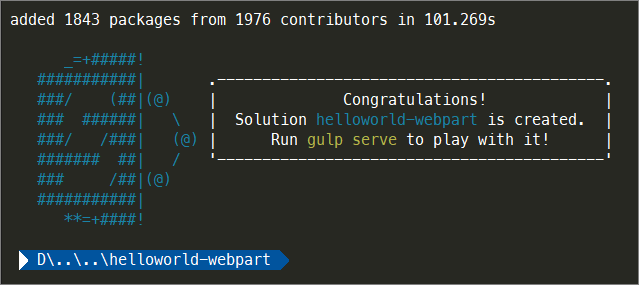 added 1843 packages from 1976 contributors in 101.269s
_=+#####!
###########|
###/    (##|(@)
###  ######|   \
###/   /###|   (@)
#######  ##|   /
###     /##|(@)
###########|
**=+####!
Congratulations!
Solution helloworld-webpart is created.
Run gulp serve to play with it!
D\..\..\helloworld-webpart